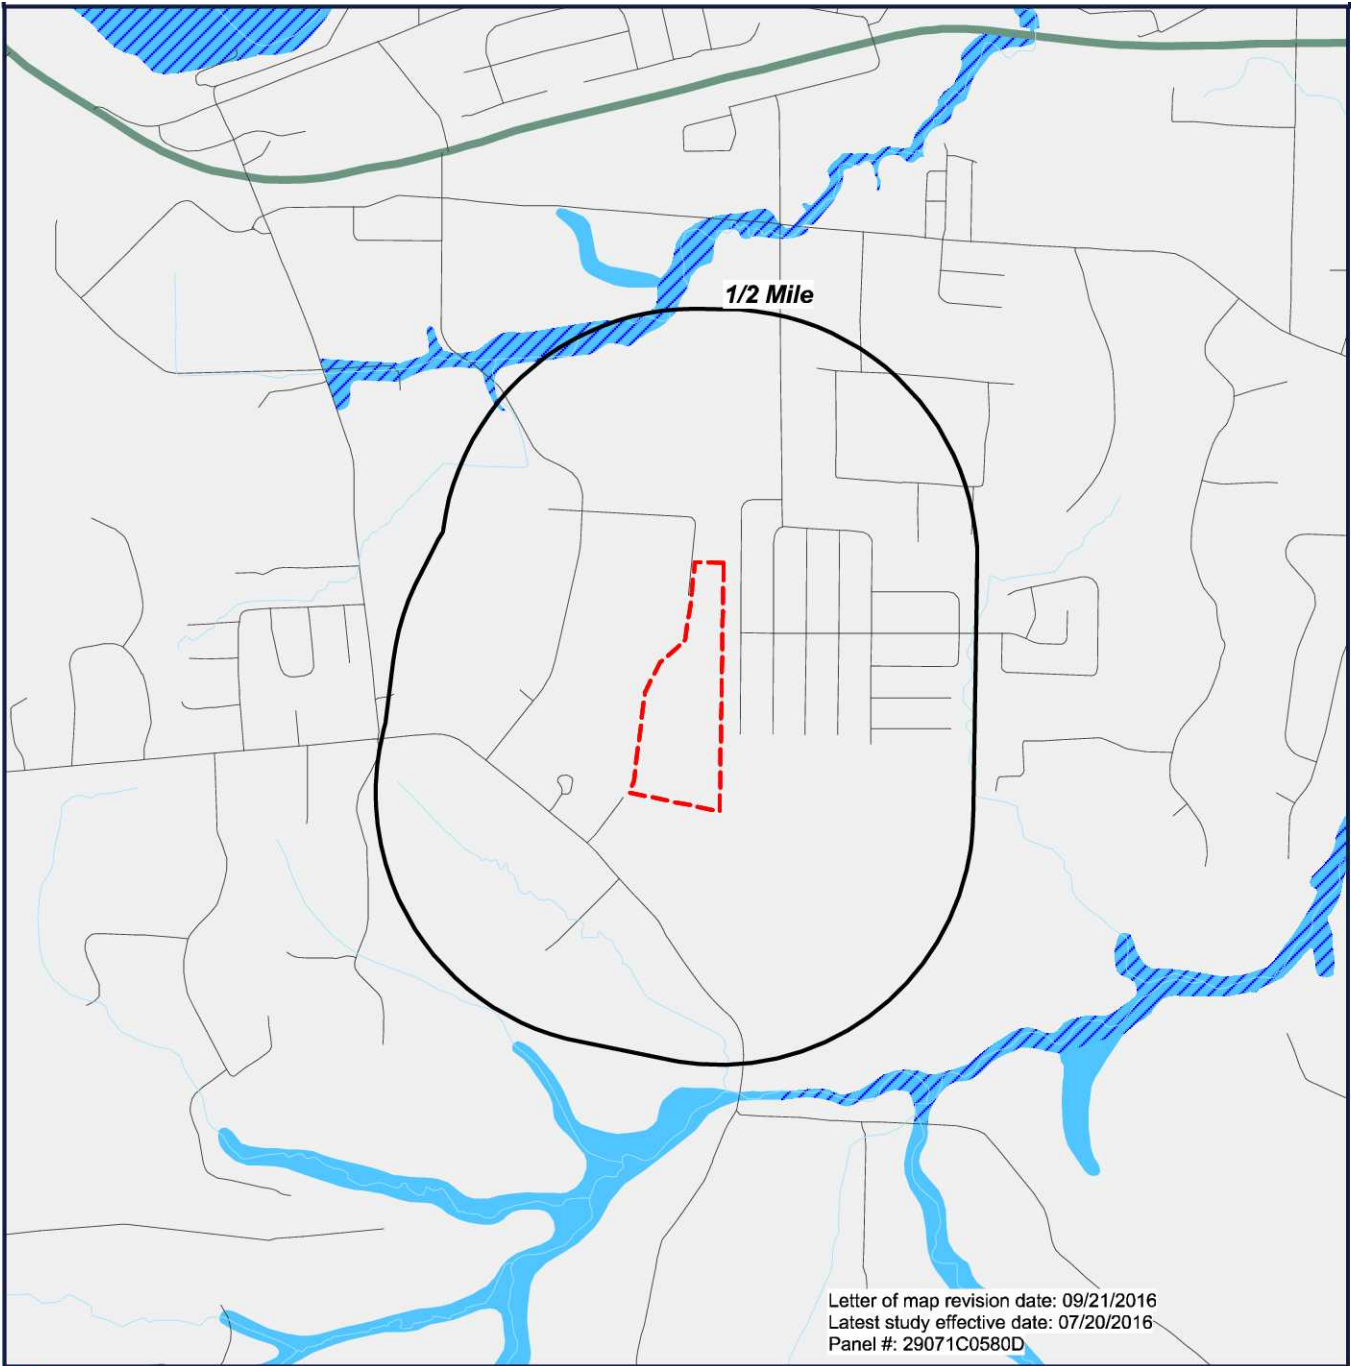 1/2 Mile
Letter of map revision date: 09/21/2016
Latest study effective date: 07/20/2016
Panel #: 29071C0580D